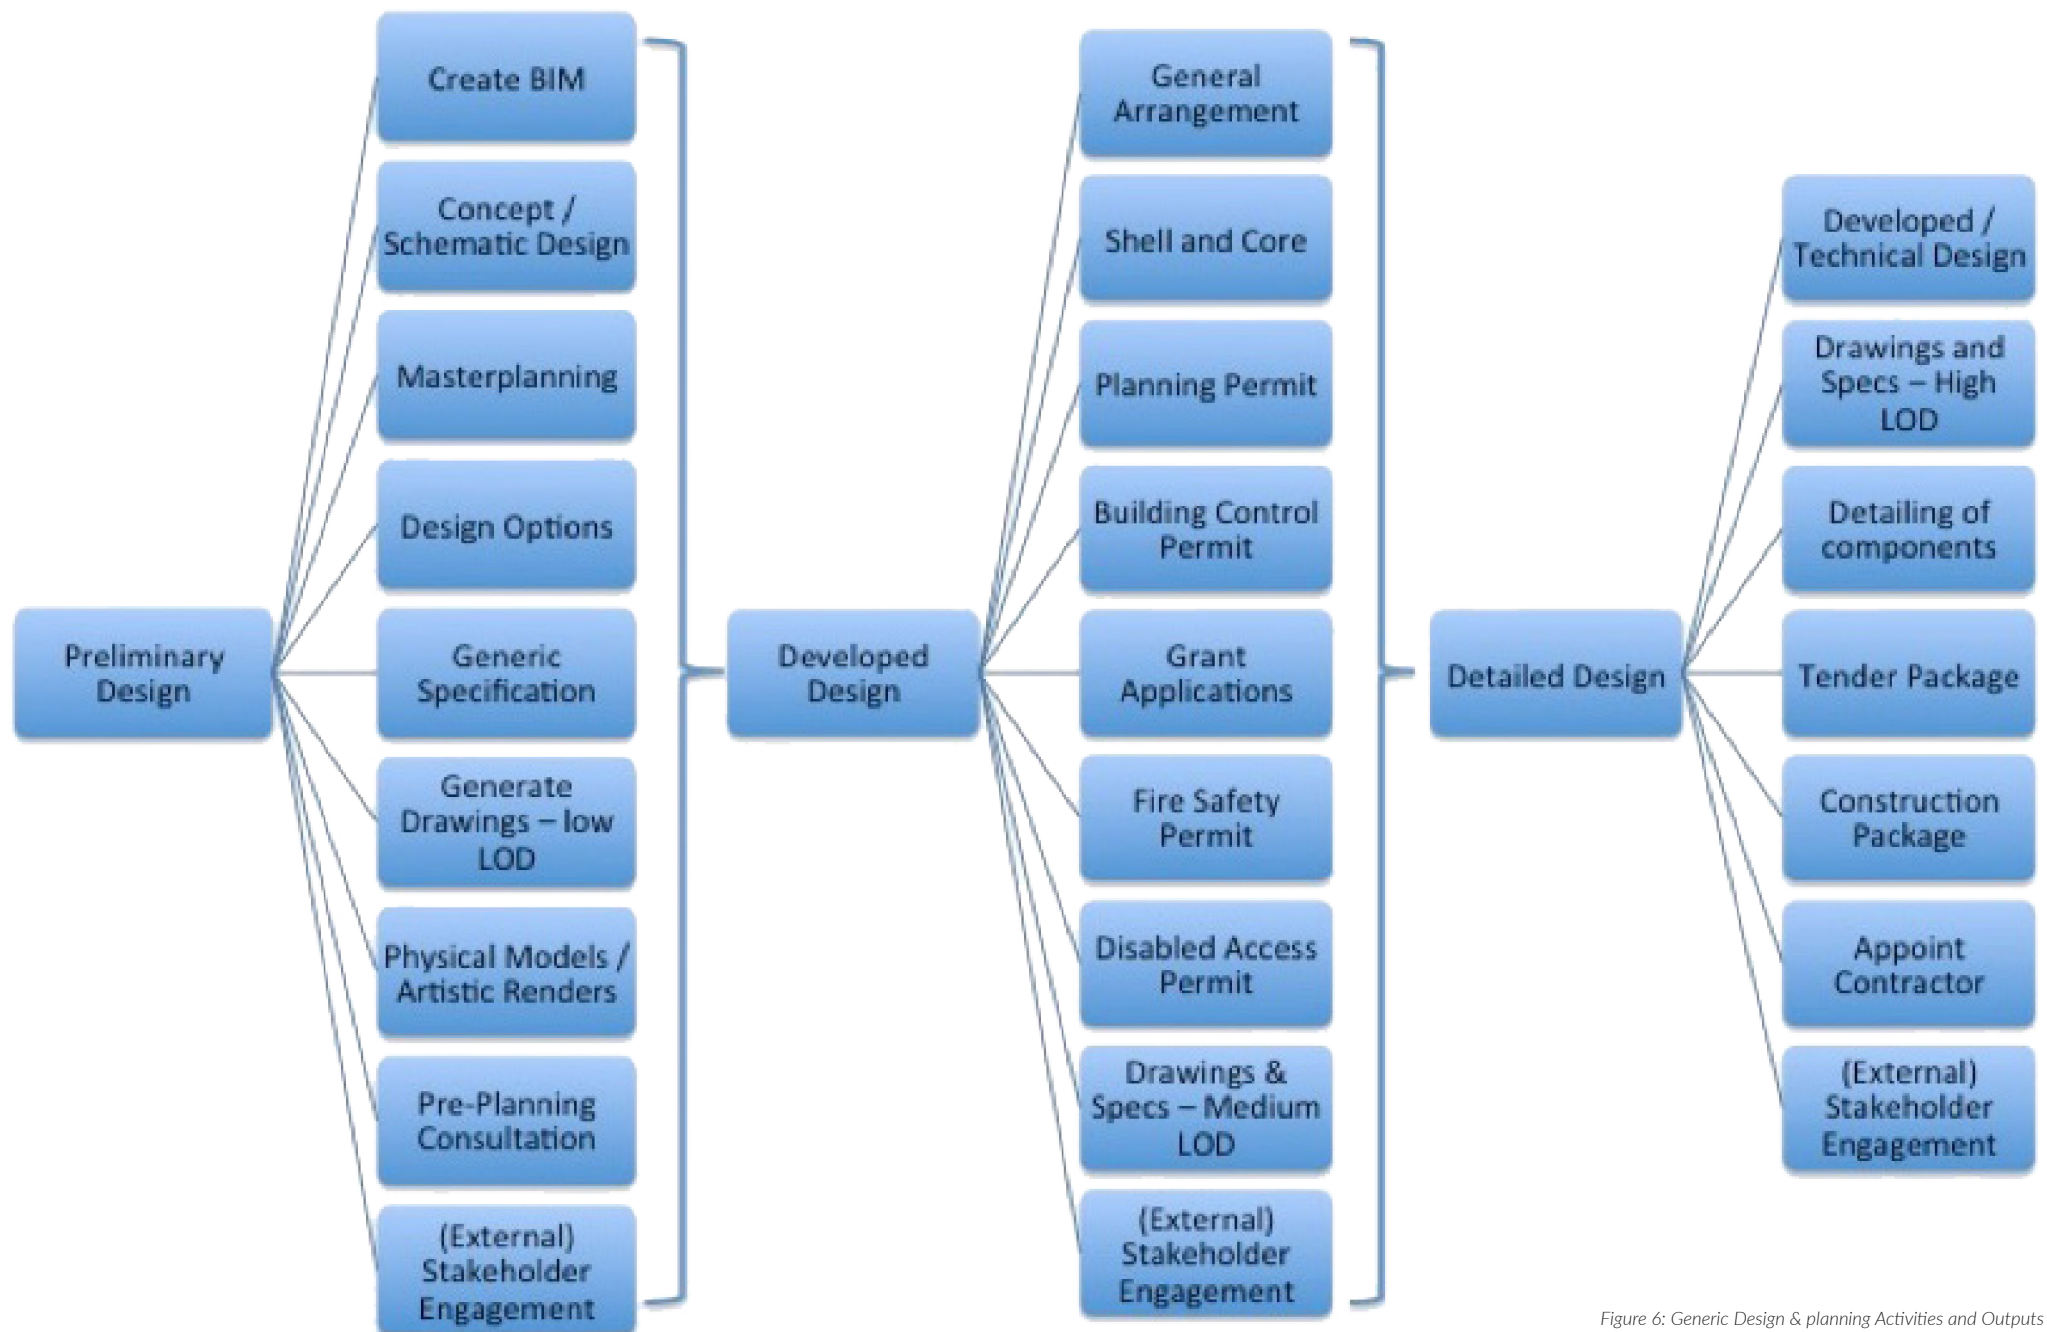 Preliminary
Design
Create BIM
Concept /
Schematic Design
Masterplanning
Design Options
Generic
Specification
Generate
Drawings – low
LOD
Physical Models /
Artistic Renders
Pre-Planning
Consultation
(External)
Stakeholder
Engagement
Developed
Design
General
Arrangement
Shell and Core
Planning Permit
Building Control
Permit
Grant
Applications
Fire Safety
Permit
Disabled Access
Permit
Drawings &
Specs – Medium
LOD
(External)
Stakeholder
Engagement
Detailed Design
Developed /
Technical Design
Drawings and
Specs – High
LOD
Detailing of
components
Tender Package
Construction
Package
Appoint
Contractor
(External)
Stakeholder
Engagement
Figure 6: Generic Design & planning Activities and Outputs